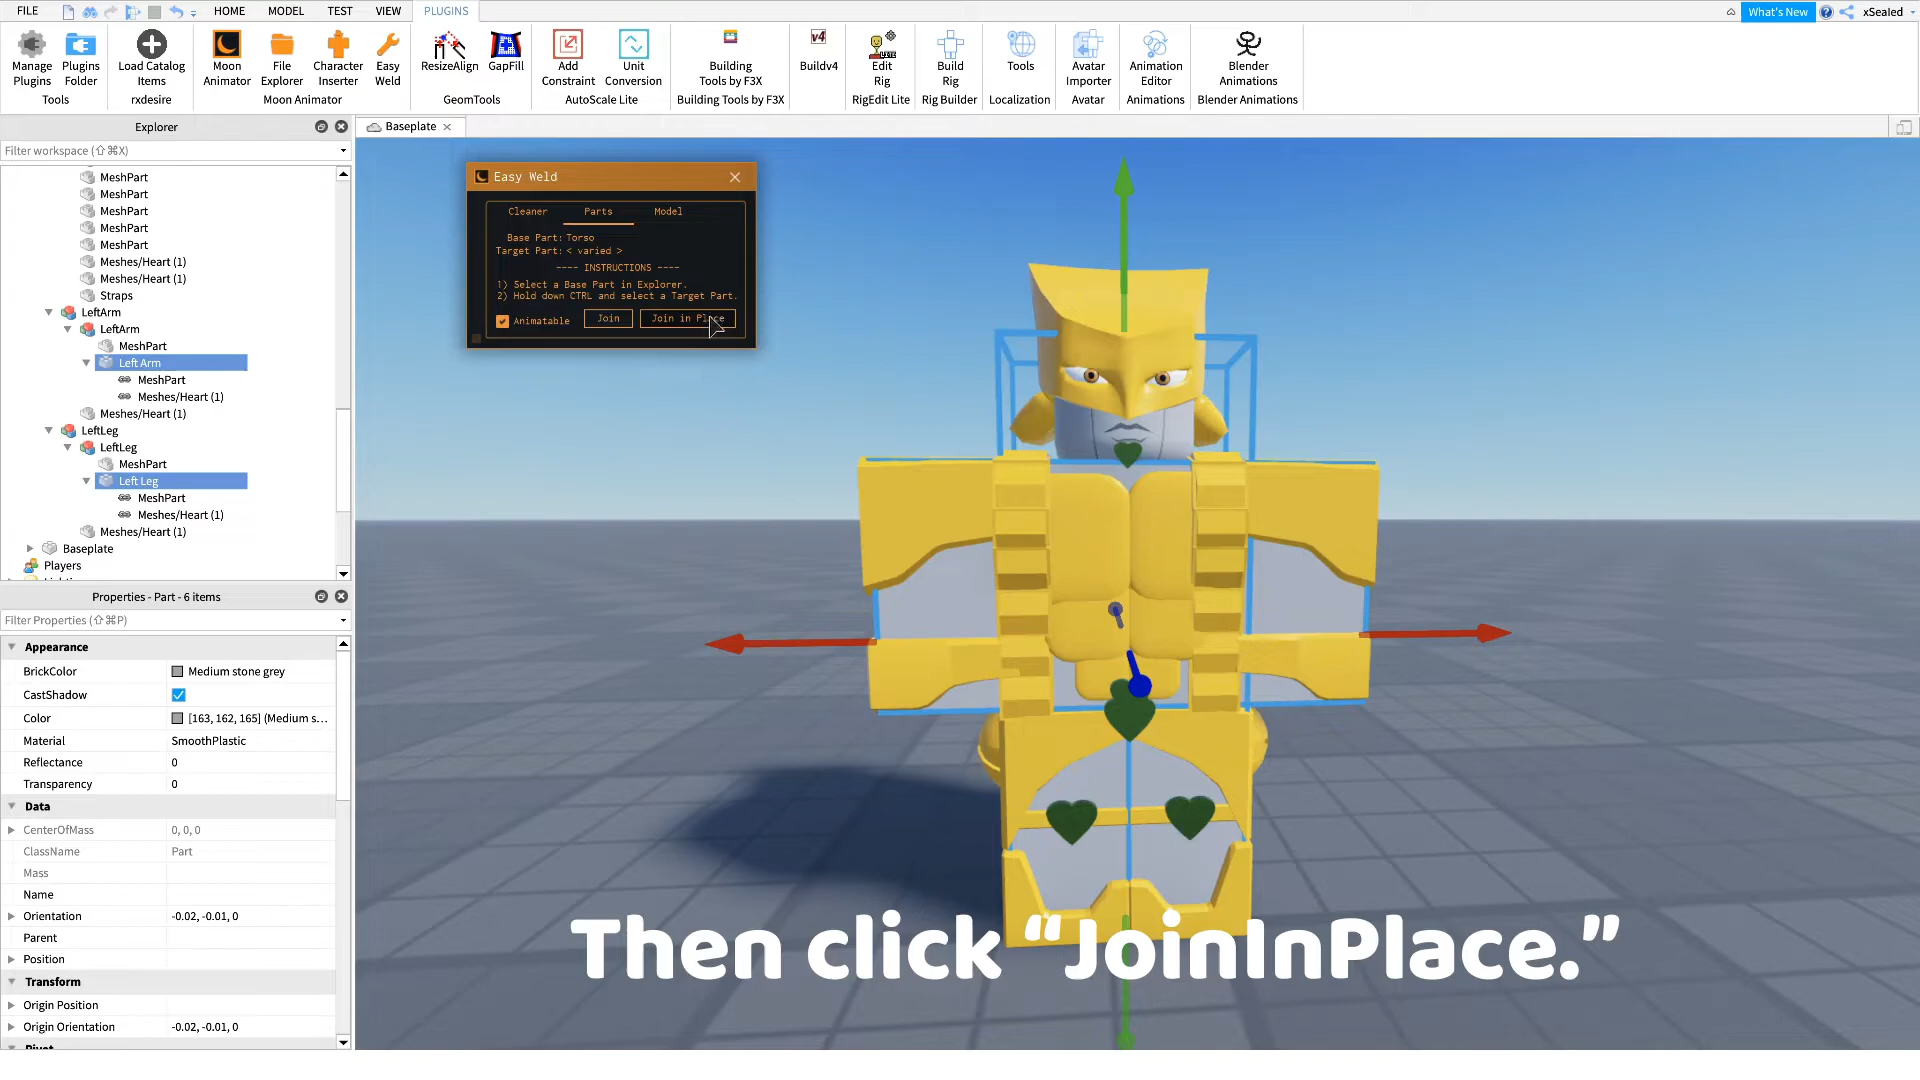 FILE HOME MODEL TEST VIEW PLUGINS What's New xSealed
Manage Plugins
Plugins Folder
Tools
Load Catalog Items
rxdesire
Moon Animator
File Explorer
Character Inserter
Easy Weld
Moon Animator
ResizeAlign
GapFill
GeomTools
Add Constraint
Unit Conversion
AutoScale Lite
Building Tools by F3X
Building Tools by F3X
v4
Buildv4
Edit Rig
RigEdit Lite
Build Rig
Rig Builder
Tools
Localization
Avatar Importer
Avatar
Animation Editor
Animations
Blender Animations
Blender Animations
Explorer
Baseplate
Filter workspace (⇧⌘X)
MeshPart
MeshPart
MeshPart
MeshPart
MeshPart
Meshes/Heart (1)
Meshes/Heart (1)
Straps
LeftArm
LeftArm
MeshPart
Left Arm
MeshPart
Meshes/Heart (1)
Meshes/Heart (1)
LeftLeg
LeftLeg
MeshPart
Left Leg
MeshPart
Meshes/Heart (1)
Meshes/Heart (1)
Baseplate
Players
Properties - Part - 6 items
Filter Properties (⇧⌘P)
Appearance
BrickColor Medium stone grey
CastShadow
Color [163, 162, 165] (Medium s...
Material SmoothPlastic
Reflectance 0
Transparency 0
Data
CenterOfMass 0, 0, 0
ClassName Part
Mass
Name
Orientation -0.02, -0.01, 0
Parent
Position
Transform
Origin Position
Origin Orientation -0.02, -0.01, 0
Easy Weld
Cleaner Parts Model
Base Part: Torso
Target Part: < varied >
---- INSTRUCTIONS ----
1) Select a Base Part in Explorer.
2) Hold down CTRL and select a Target Part.
Animatable Join Join in Place
Then click “JoinInPlace.”